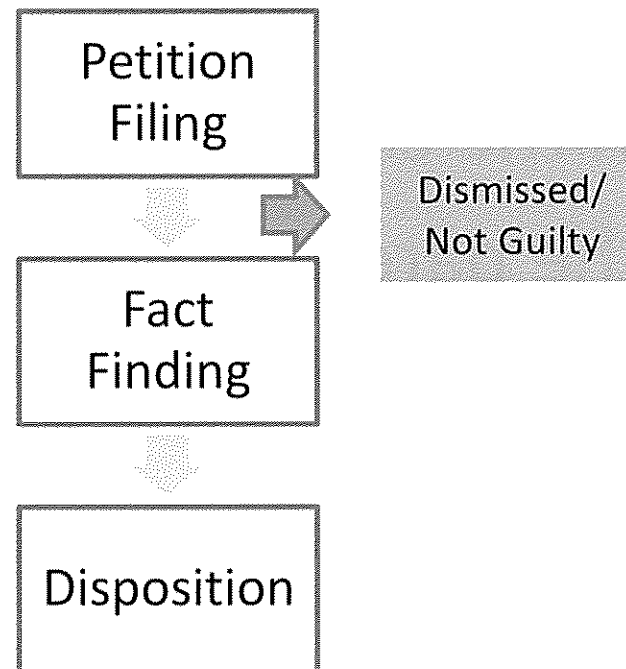 Petition
Filing
Dismissed/
Not Guilty
Fact
Finding
Disposition